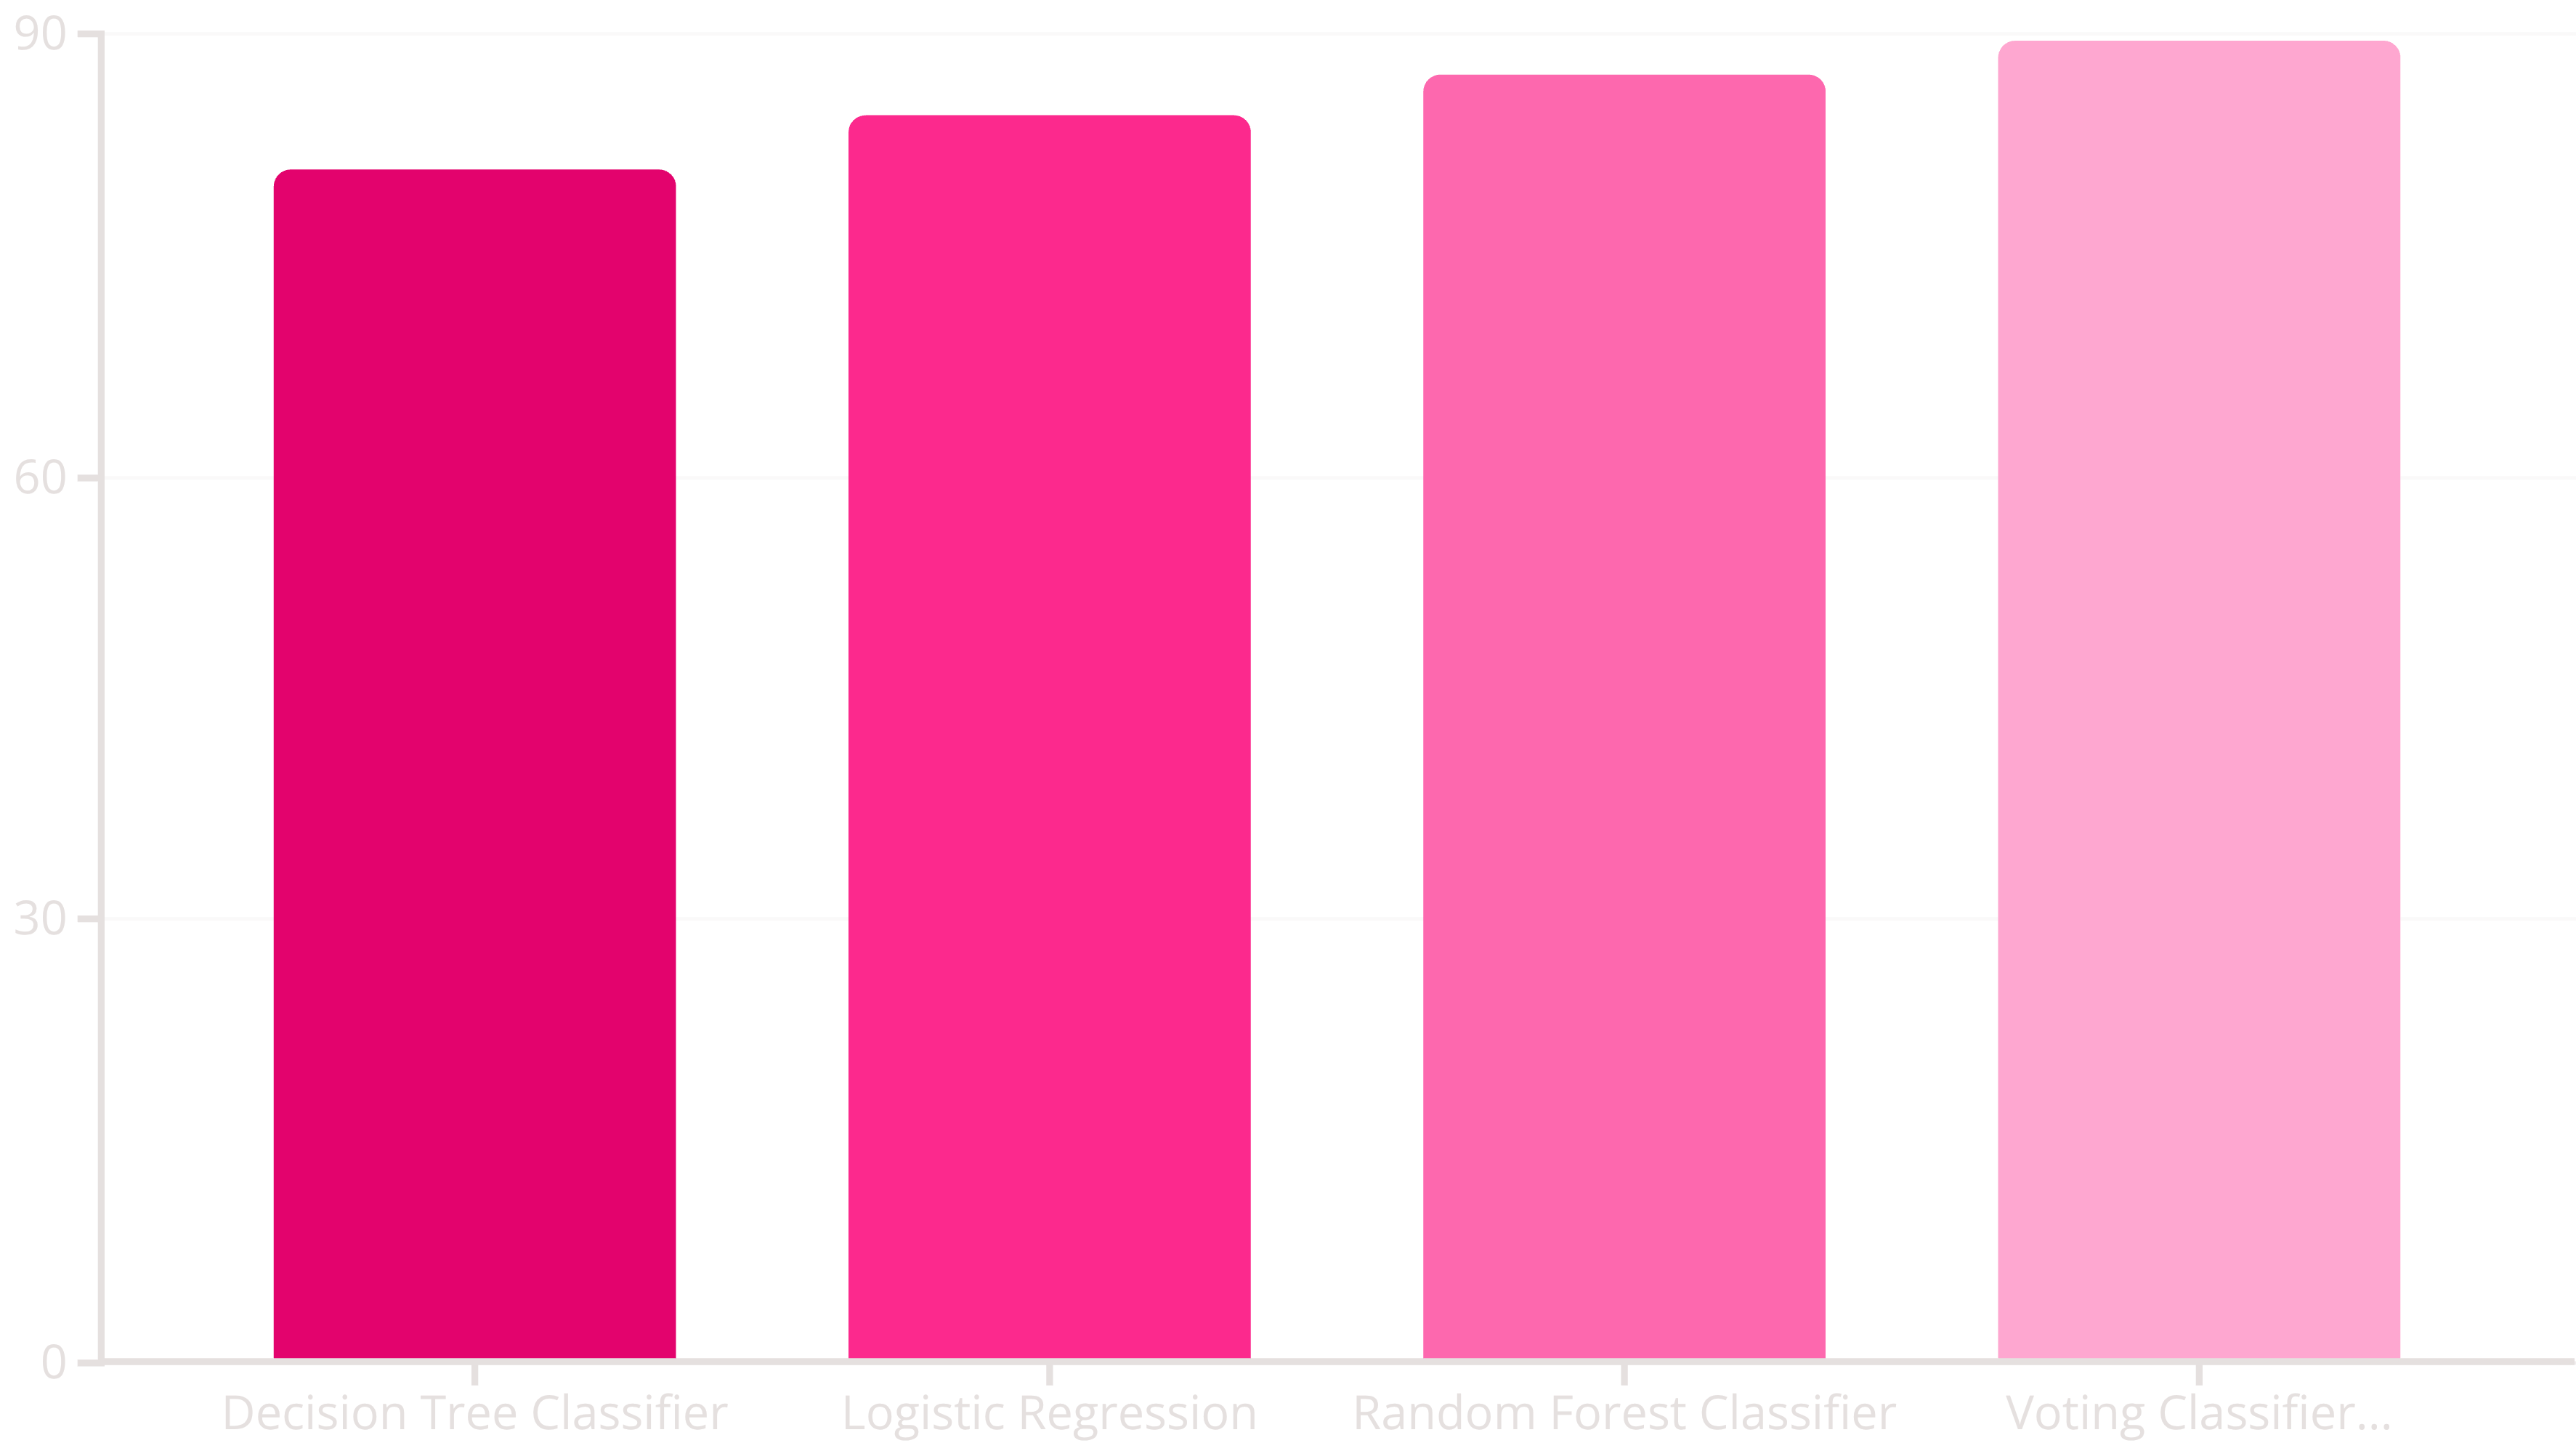 90
60
30
0
Decision Tree Classifier
Logistic Regression
Random Forest Classifier
Voting Classifier...